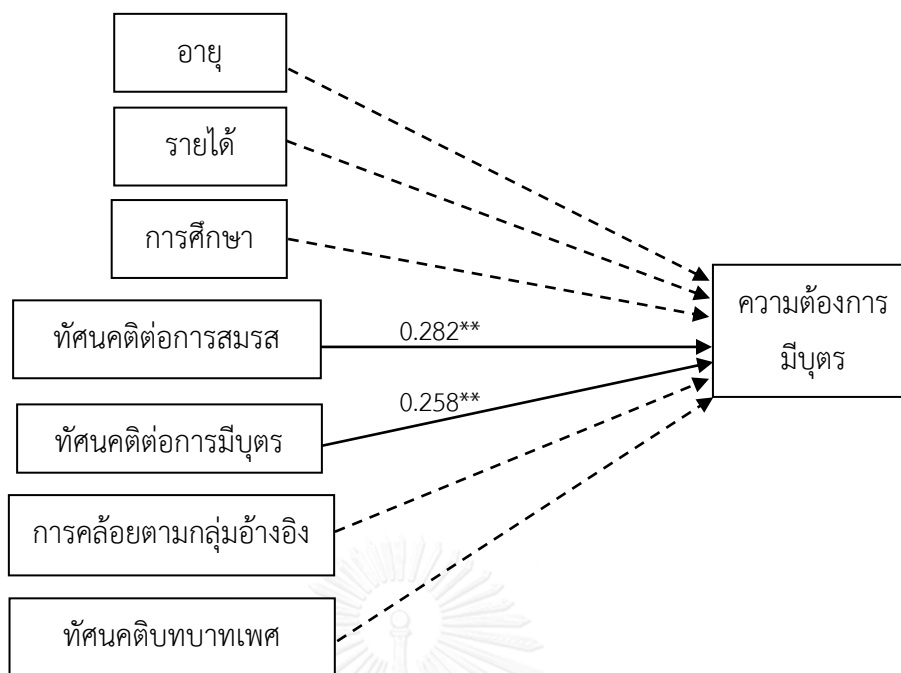 อายุ
รายได้
การศึกษา
ทัศนคติต่อการสมรส
0.282**
ความต้องการ
มีบุตร
0.258**
ทัศนคติต่อการมีบุตร
การคล้อยตามกลุ่มอ้างอิง
ทัศนคติบทบาทเพศ